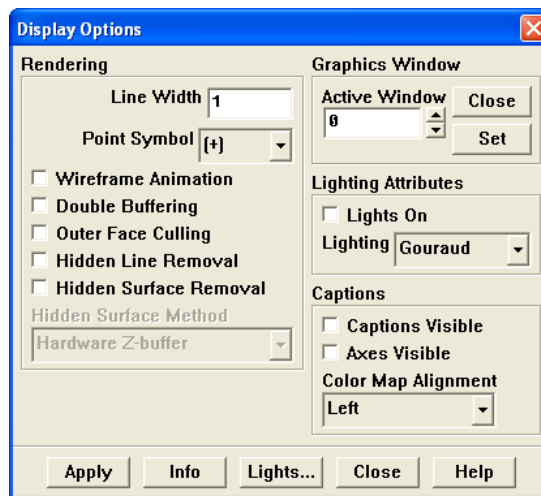 Display Options
Rendering
Line Width 1
Point Symbol (+)
Wireframe Animation
Double Buffering
Outer Face Culling
Hidden Line Removal
Hidden Surface Removal
Hidden Surface Method
Hardware Z-buffer
Graphics Window
Active Window
0
Close
Set
Lighting Attributes
Lights On
Lighting Gouraud
Captions
Captions Visible
Axes Visible
Color Map Alignment
Left
Apply Info Lights... Close Help